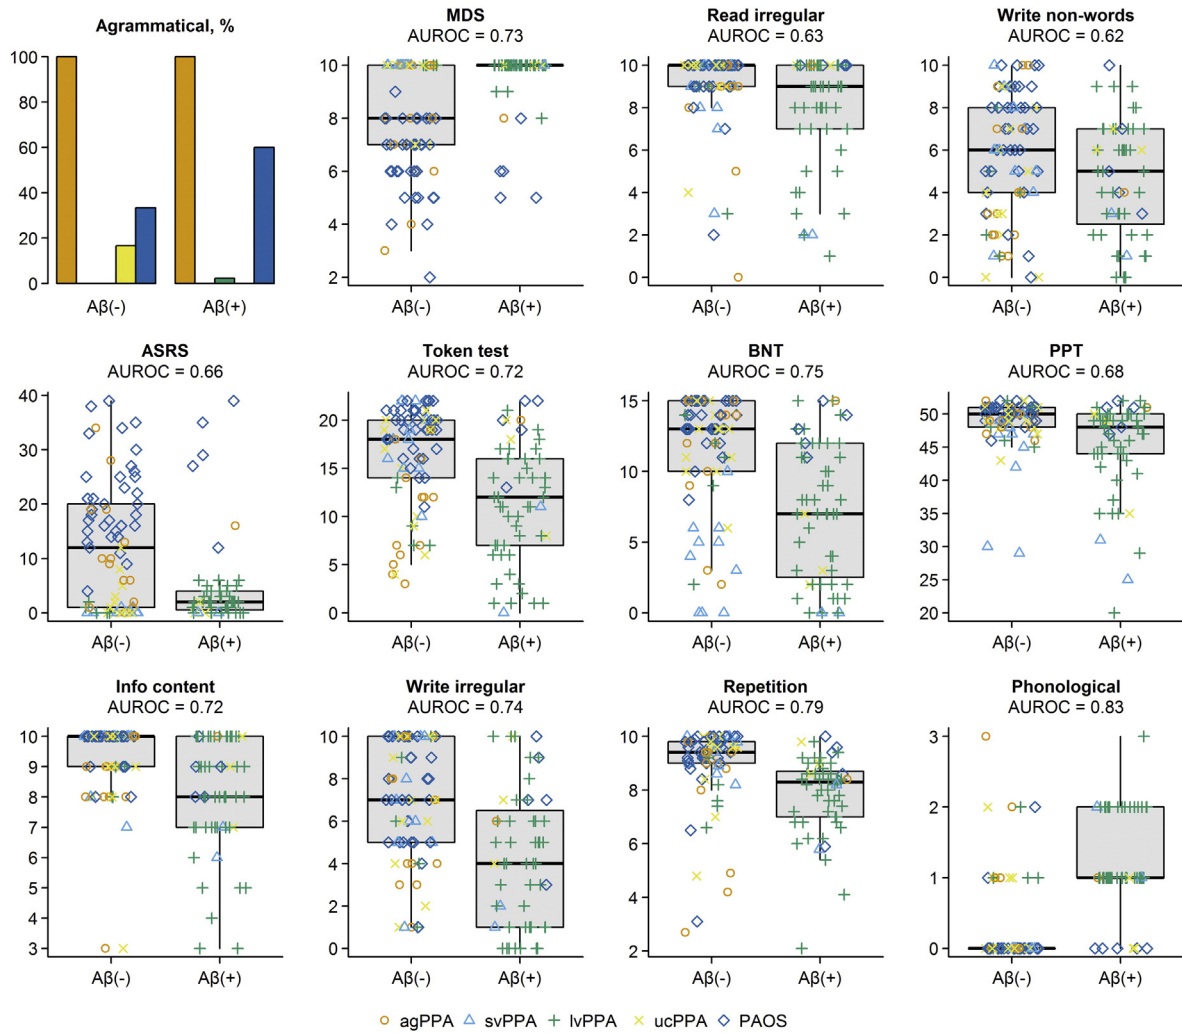 Agrammatical, %
100
80
60
40
20
0
Aβ(-) Aβ(+)
MDS
AUROC = 0.73
10
8
6
4
2
Aβ(-) Aβ(+)
Read irregular
AUROC = 0.63
10
8
6
4
2
0
Aβ(-) Aβ(+)
Write non-words
AUROC = 0.62
10
8
6
4
2
0
Aβ(-) Aβ(+)
ASRS
AUROC = 0.66
40
30
20
10
0
Aβ(-) Aβ(+)
Token test
AUROC = 0.72
20
15
10
5
0
Aβ(-) Aβ(+)
BNT
AUROC = 0.75
15
10
5
0
Aβ(-) Aβ(+)
PPT
AUROC = 0.68
50
45
40
35
30
25
20
Aβ(-) Aβ(+)
Info content
AUROC = 0.72
10
9
8
7
6
5
4
3
Aβ(-) Aβ(+)
Write irregular
AUROC = 0.74
10
8
6
4
2
0
Aβ(-) Aβ(+)
Repetition
AUROC = 0.79
10
8
6
4
2
Aβ(-) Aβ(+)
Phonological
AUROC = 0.83
3
2
1
0
Aβ(-) Aβ(+)
agPPA svPPA lvPPA ucPPA PAOS